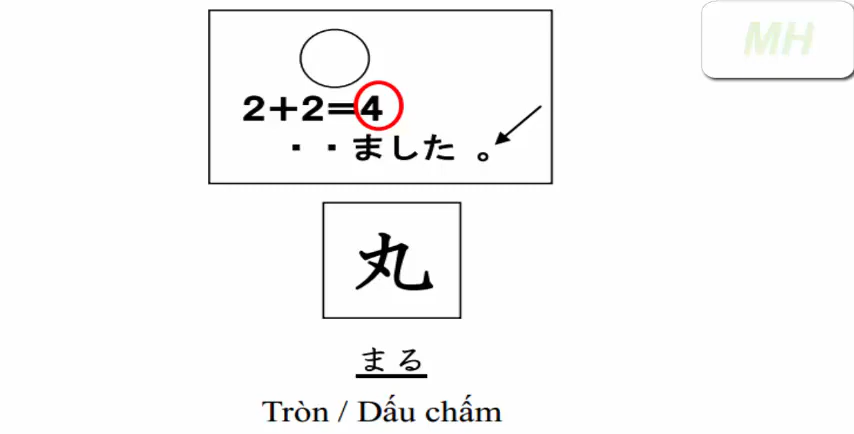 MH
2+2=4
・・ました。
丸
まる
Tròn / Dấu chấm